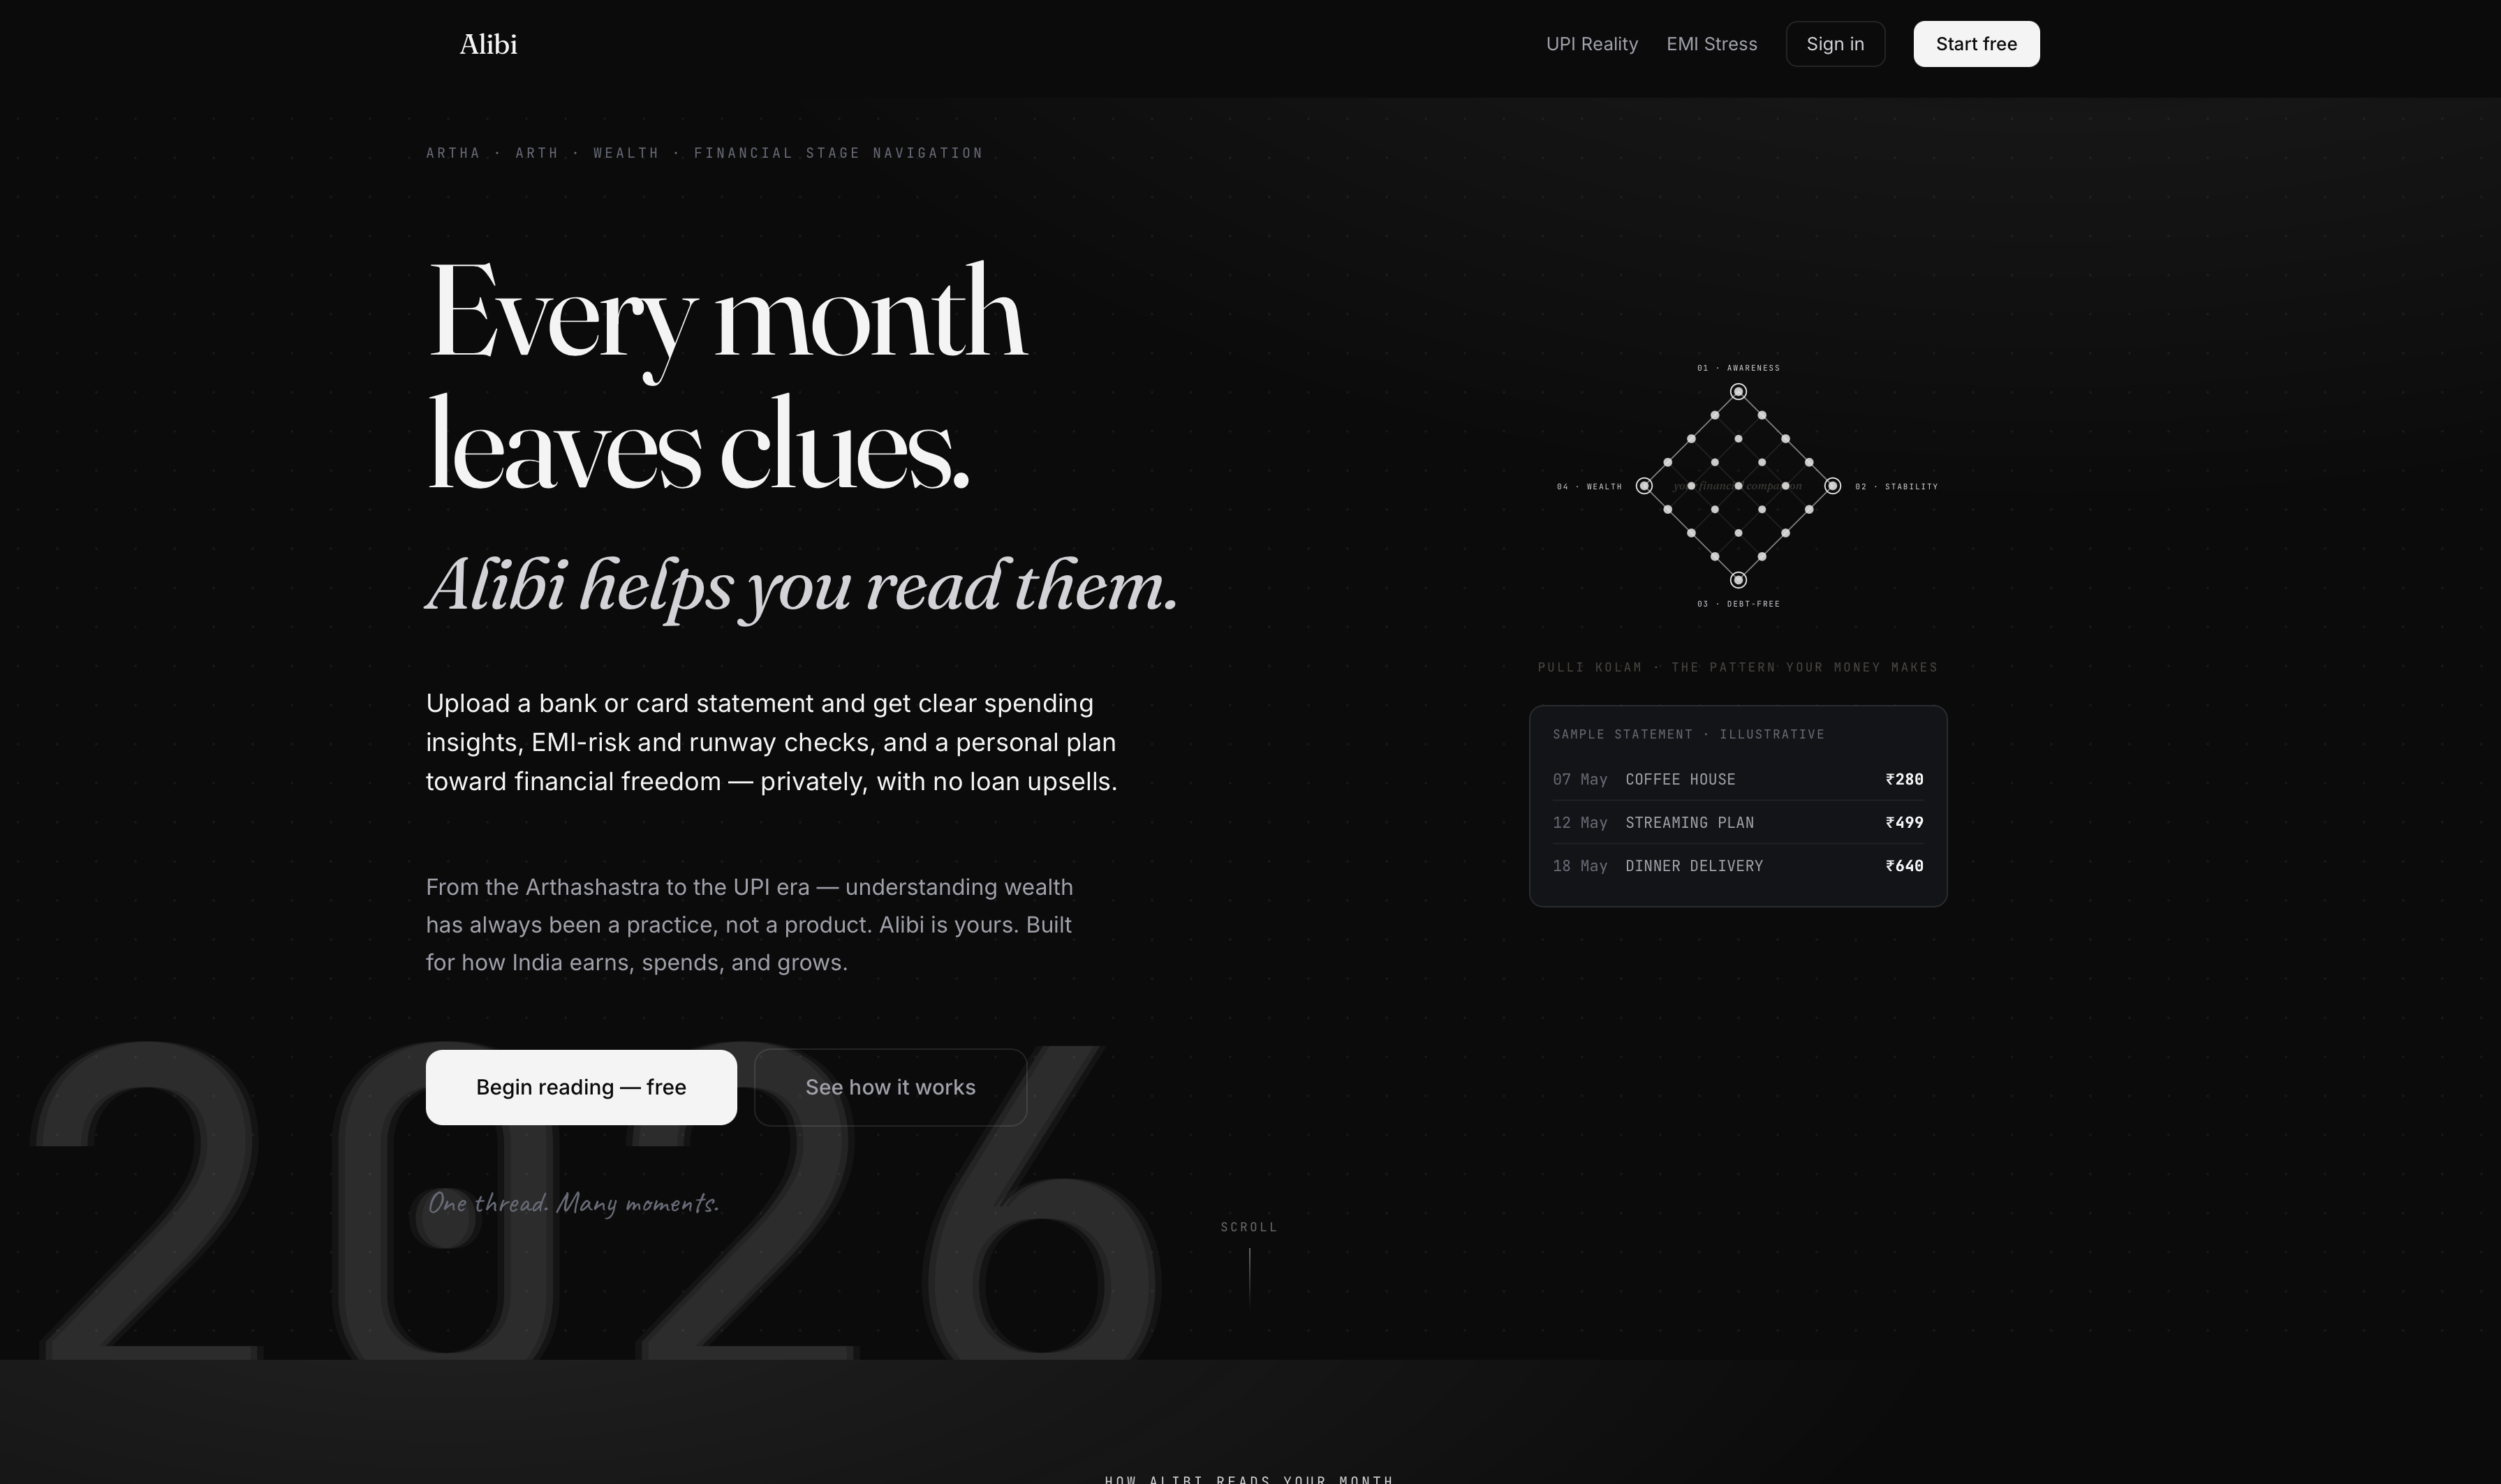 Alibi
UPI Reality
EMI Stress
Sign in
Start free
ARTHA · ARTH · WEALTH · FINANCIAL STAGE NAVIGATION
Every month
leaves clues.
Alibi helps you read them.
Upload a bank or card statement and get clear spending
insights, EMI-risk and runway checks, and a personal plan
toward financial freedom — privately, with no loan upsells.
From the Arthashastra to the UPI era — understanding wealth
has always been a practice, not a product. Alibi is yours. Built
for how India earns, spends, and grows.
Begin reading — free
See how it works
2026
One thread. Many moments.
SCROLL
01 · AWARENESS
04 · WEALTH
your financial companion
02 · STABILITY
03 · DEBT-FREE
PULLI KOLAM · THE PATTERN YOUR MONEY MAKES
SAMPLE STATEMENT · ILLUSTRATIVE
07 May COFFEE HOUSE ₹280
12 May STREAMING PLAN ₹499
18 May DINNER DELIVERY ₹640
HOW ALIBI READS YOUR MONTH